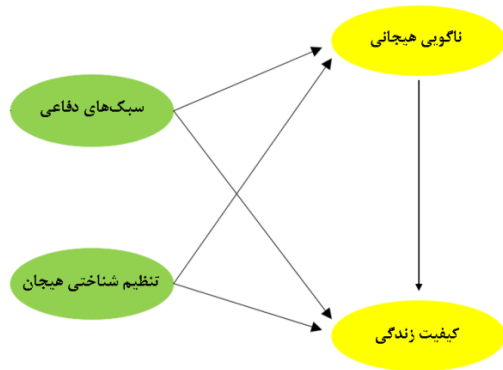 ناگویی هیجانی
سبک‌های دفاعی
تنظیم شناختی هیجان
کیفیت زندگی